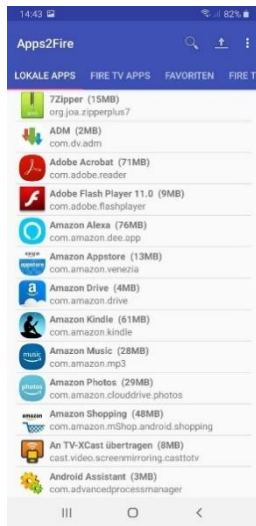 14:43 82%
Apps2Fire
LOKALE APPS FIRE TV APPS FAVORITEN FIRE T
7Zipper (15MB)
org.joa.zipperplus7
ADM (2MB)
com.dv.adm
Adobe Acrobat (71MB)
com.adobe.reader
Adobe Flash Player 11.0 (9MB)
com.adobe.flashplayer
Amazon Alexa (76MB)
com.amazon.dee.app
Amazon Appstore (13MB)
com.amazon.venezia
Amazon Drive (4MB)
com.amazon.drive
Amazon Kindle (61MB)
com.amazon.kindle
music
Amazon Music (28MB)
com.amazon.mp3
photos
Amazon Photos (29MB)
com.amazon.clouddrive.photos
amazon
Amazon Shopping (48MB)
com.amazon.mShop.android.shopping
An TV-XCast übertragen (8MB)
cast.video.screenmirroring.casttotv
Android Assistant (3MB)
com.advancedprocessmanager